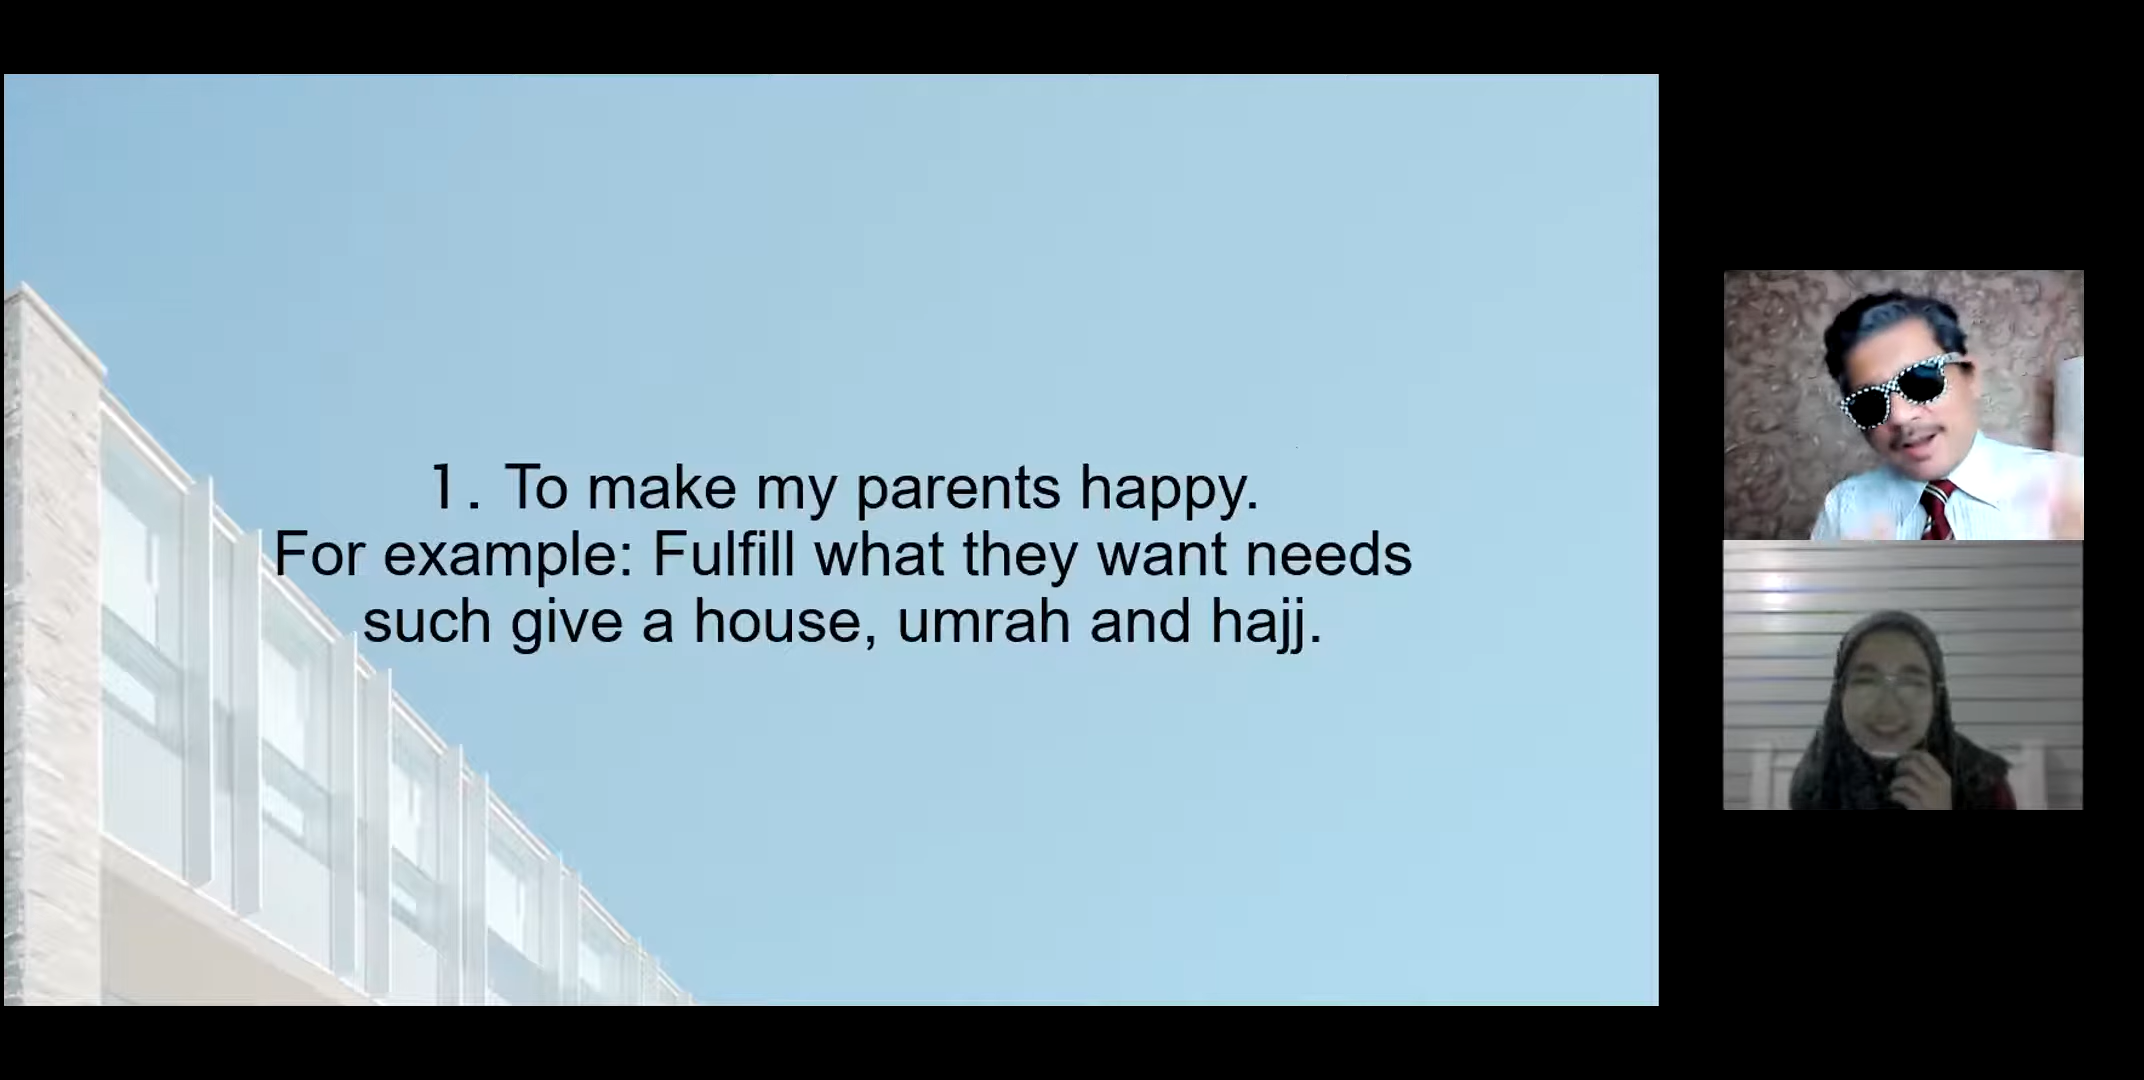 1. To make my parents happy.
For example: Fulfill what they want needs
such give a house, umrah and hajj.